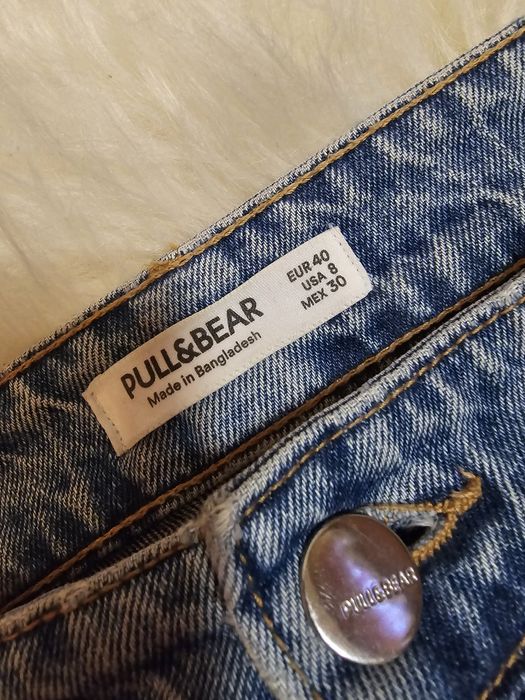 PULL&BEAR
Made in Bangladesh
EUR 40
USA 8
MEX 30
PULL&BEAR